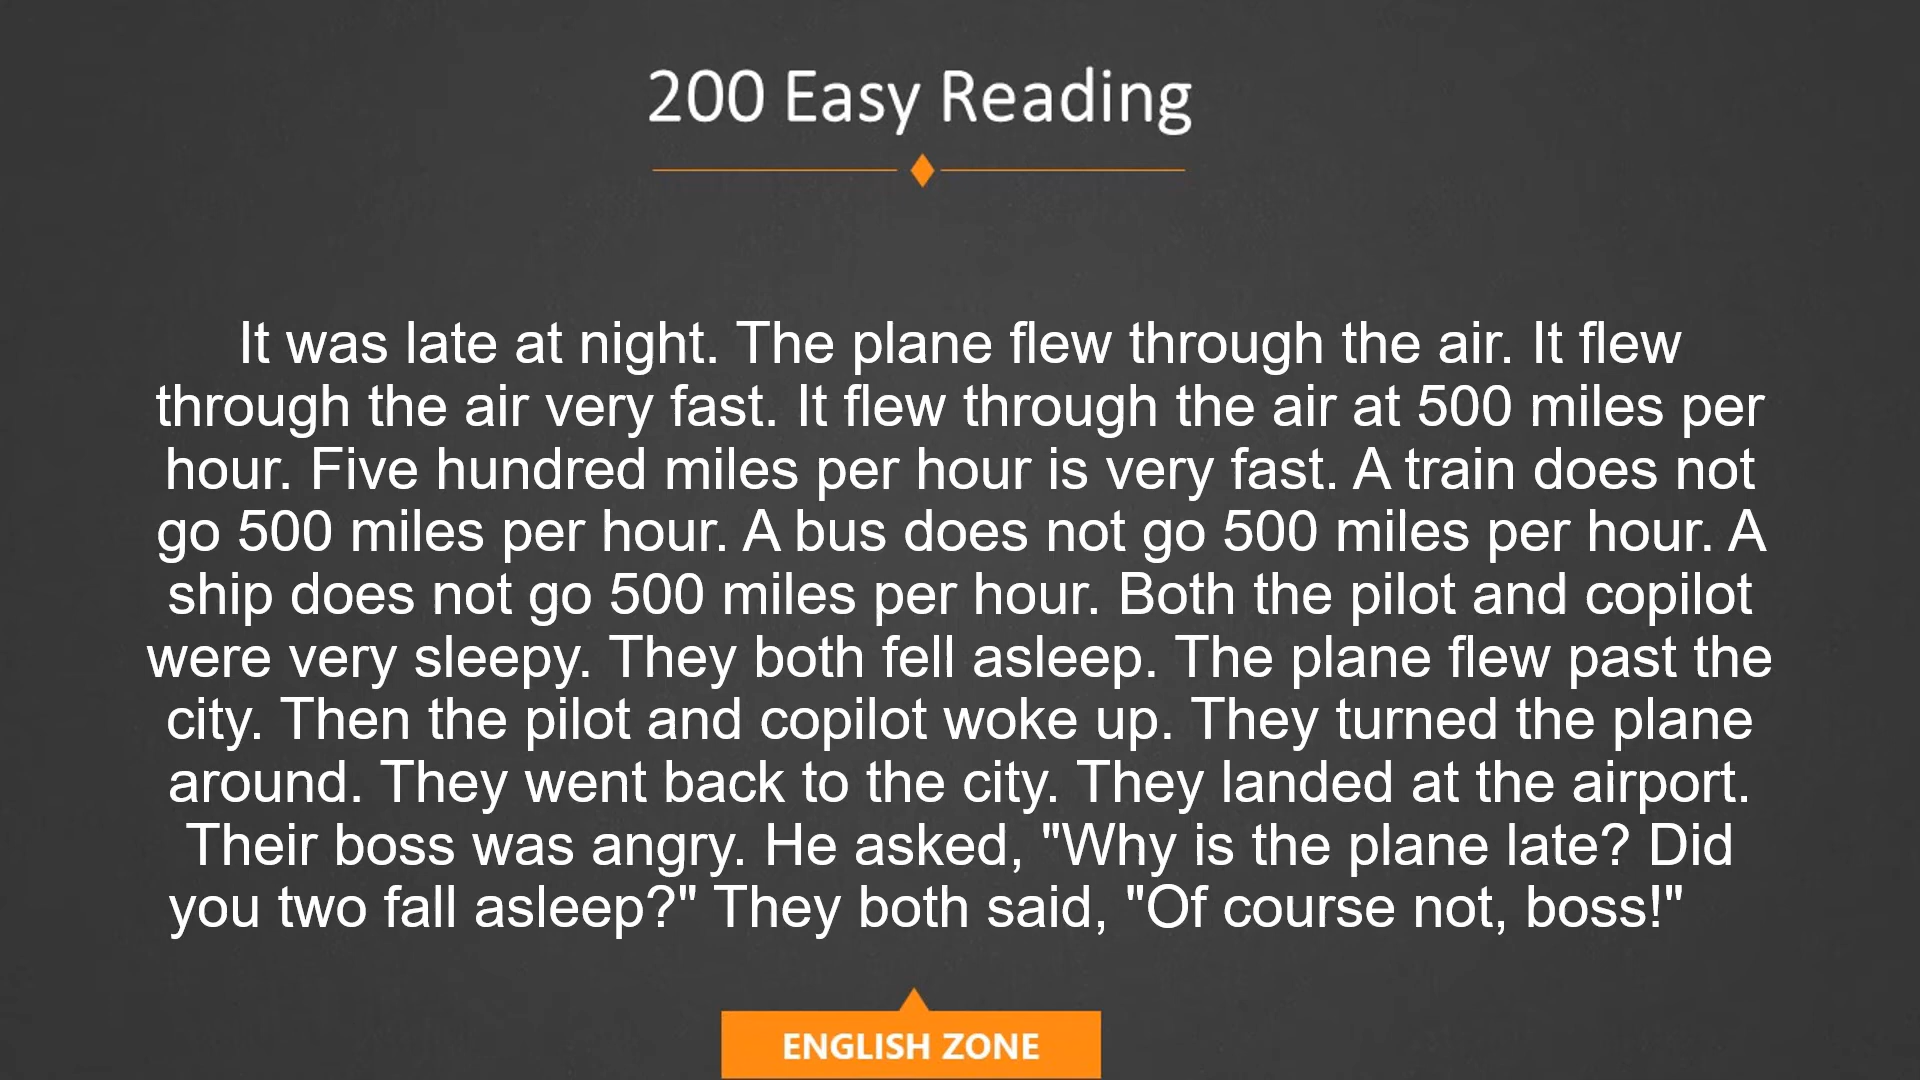 200 Easy Reading
It was late at night. The plane flew through the air. It flew
through the air very fast. It flew through the air at 500 miles per
hour. Five hundred miles per hour is very fast. A train does not
go 500 miles per hour. A bus does not go 500 miles per hour. A
ship does not go 500 miles per hour. Both the pilot and copilot
were very sleepy. They both fell asleep. The plane flew past the
city. Then the pilot and copilot woke up. They turned the plane
around. They went back to the city. They landed at the airport.
Their boss was angry. He asked, "Why is the plane late? Did
you two fall asleep?" They both said, "Of course not, boss!"
ENGLISH ZONE